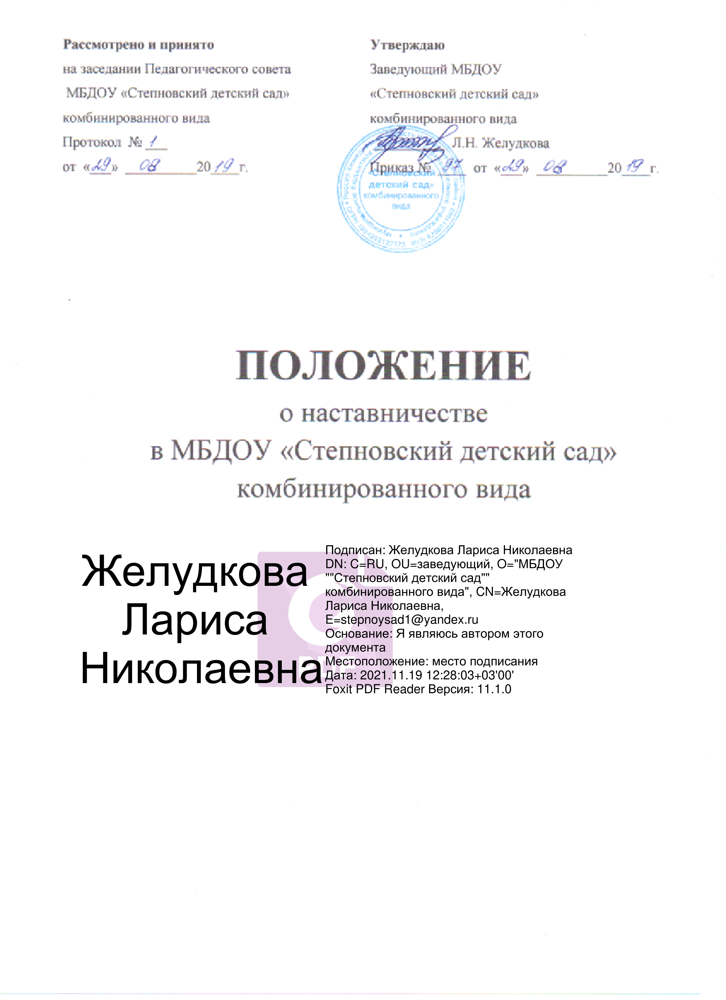 Рассмотрено и принято
на заседании Педагогического совета
МБДОУ «Степновский детский сад»
комбинированного вида
Протокол № 1
от «29» 08 2019 г.
Утверждаю
Заведующий МБДОУ
«Степновский детский сад»
комбинированного вида
Л.Н. Желудкова
Приказ № 97 от «29» 08 2019 г.
«Степновский
детский сад»
комбинированного
вида
ПОЛОЖЕНИЕ
о наставничестве
в МБДОУ «Степновский детский сад»
комбинированного вида
Желудкова
Лариса
Николаевна
PDF
Подписан: Желудкова Лариса Николаевна
DN: C=RU, OU=заведующий, O="МБДОУ
""Степновский детский сад""
комбинированного вида", CN=Желудкова
Лариса Николаевна,
E=stepnoysad1@yandex.ru
Основание: Я являюсь автором этого
документа
Местоположение: место подписания
Дата: 2021.11.19 12:28:03+03'00'
Foxit PDF Reader Версия: 11.1.0